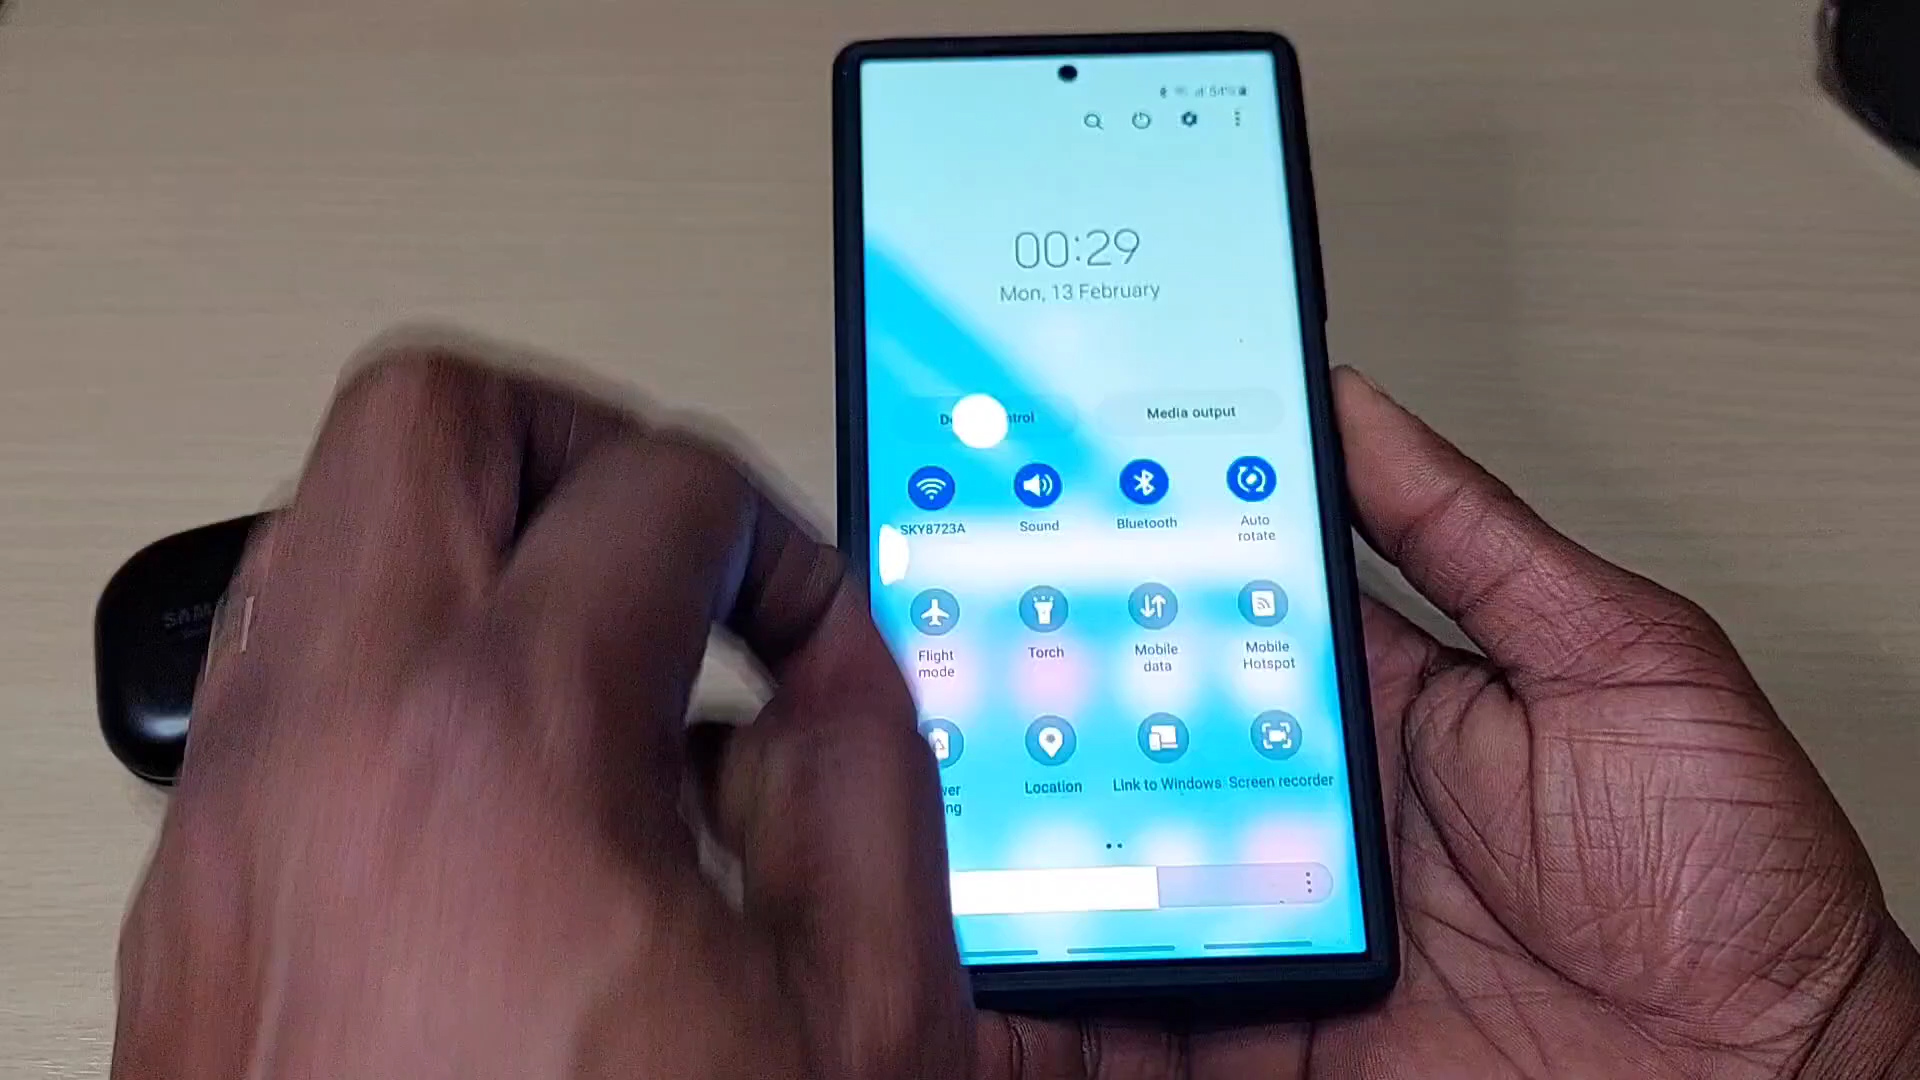 54%
00:29
Mon, 13 February
Media output
SKY8723A
Sound
Bluetooth
Auto
rotate
Flight
mode
Torch
Mobile
data
Mobile
Hotspot
Location
Link to Windows
Screen recorder